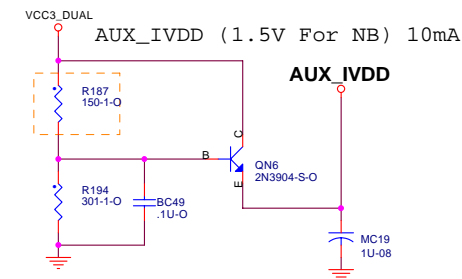 VCC3_DUAL
AUX_IVDD (1.5V For NB) 10mA
AUX_IVDD
R187
150-1-O
C
B
QN6
2N3904-S-O
E
R194
301-1-O
BC49
.1U-O
MC19
1U-08